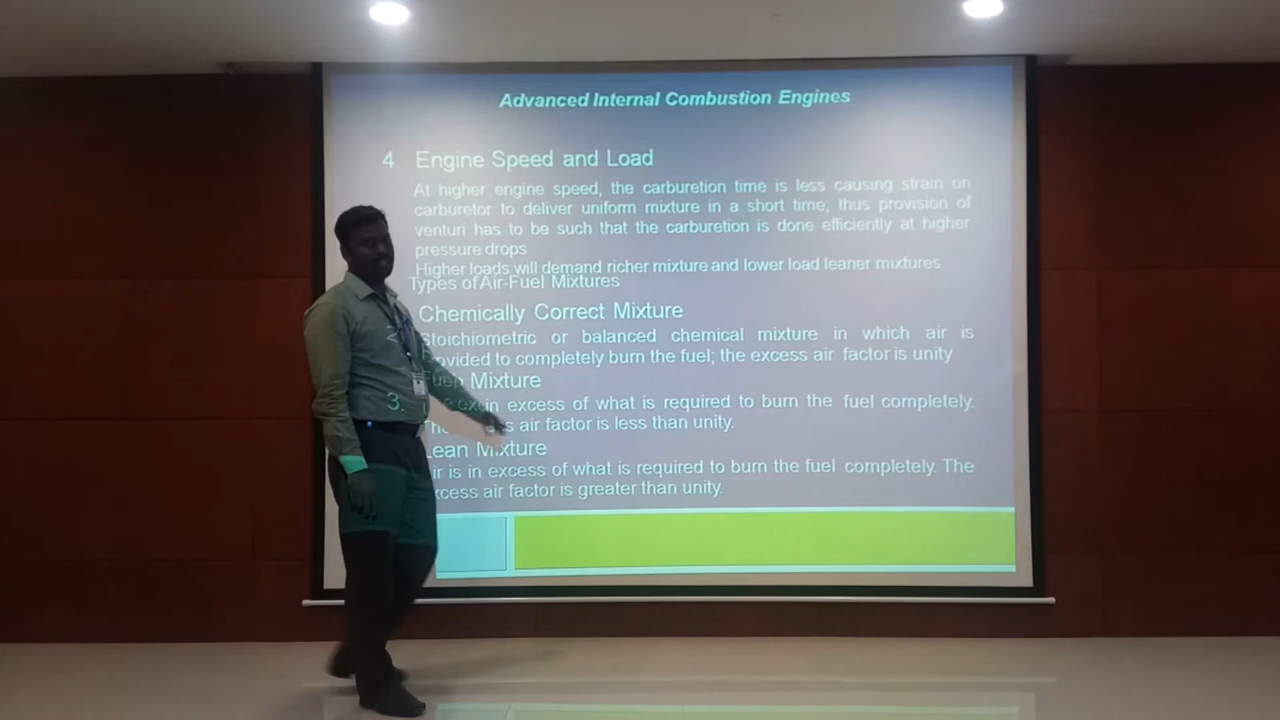 Advanced Internal Combustion Engines
4. Engine Speed and Load
At higher engine speed, the carburetion time is less causing strain on
carburetor to deliver uniform mixture in a short time; thus provision of
venturi has to be such that the carburetion is done efficiently at higher
pressure drops
Higher loads will demand richer mixture and lower load leaner mixtures.
Types of Air-Fuel Mixtures
Chemically Correct Mixture
Stoichiometric or balanced chemical mixture in which air is
provided to completely burn the fuel; the excess air factor is unity
Mixture
3. in excess of what is required to burn the fuel completely.
air factor is less than unity.
Lean Mixture
is in excess of what is required to burn the fuel completely. The
excess air factor is greater than unity.